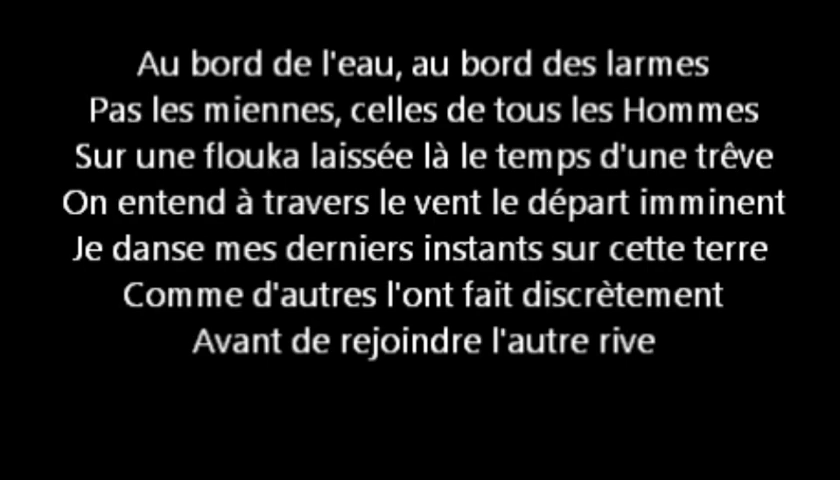 Au bord de l'eau, au bord des larmes
Pas les miennes, celles de tous les Hommes
Sur une flouka laissée là le temps d'une trêve
On entend à travers le vent le départ imminent
Je danse mes derniers instants sur cette terre
Comme d'autres l'ont fait discrètement
Avant de rejoindre l'autre rive